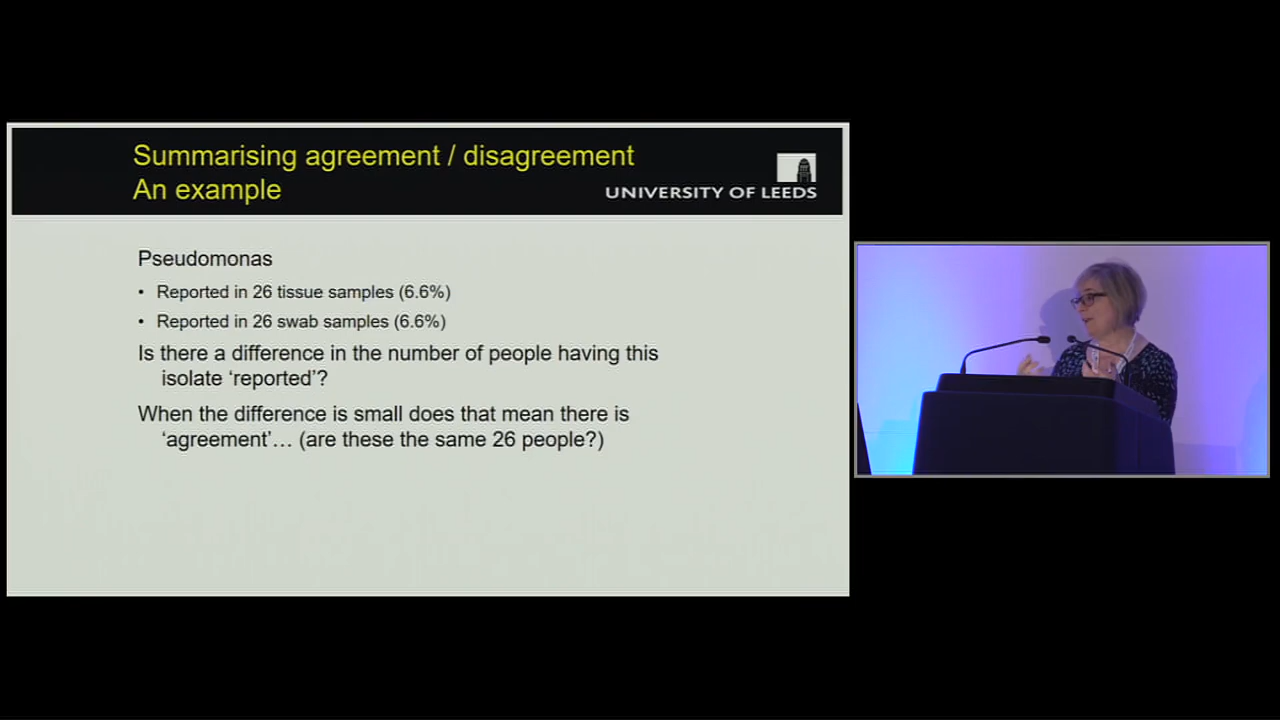 Summarising agreement / disagreement
An example
UNIVERSITY OF LEEDS
Pseudomonas
• Reported in 26 tissue samples (6.6%)
• Reported in 26 swab samples (6.6%)
Is there a difference in the number of people having this
isolate ‘reported’?
When the difference is small does that mean there is
‘agreement’… (are these the same 26 people?)